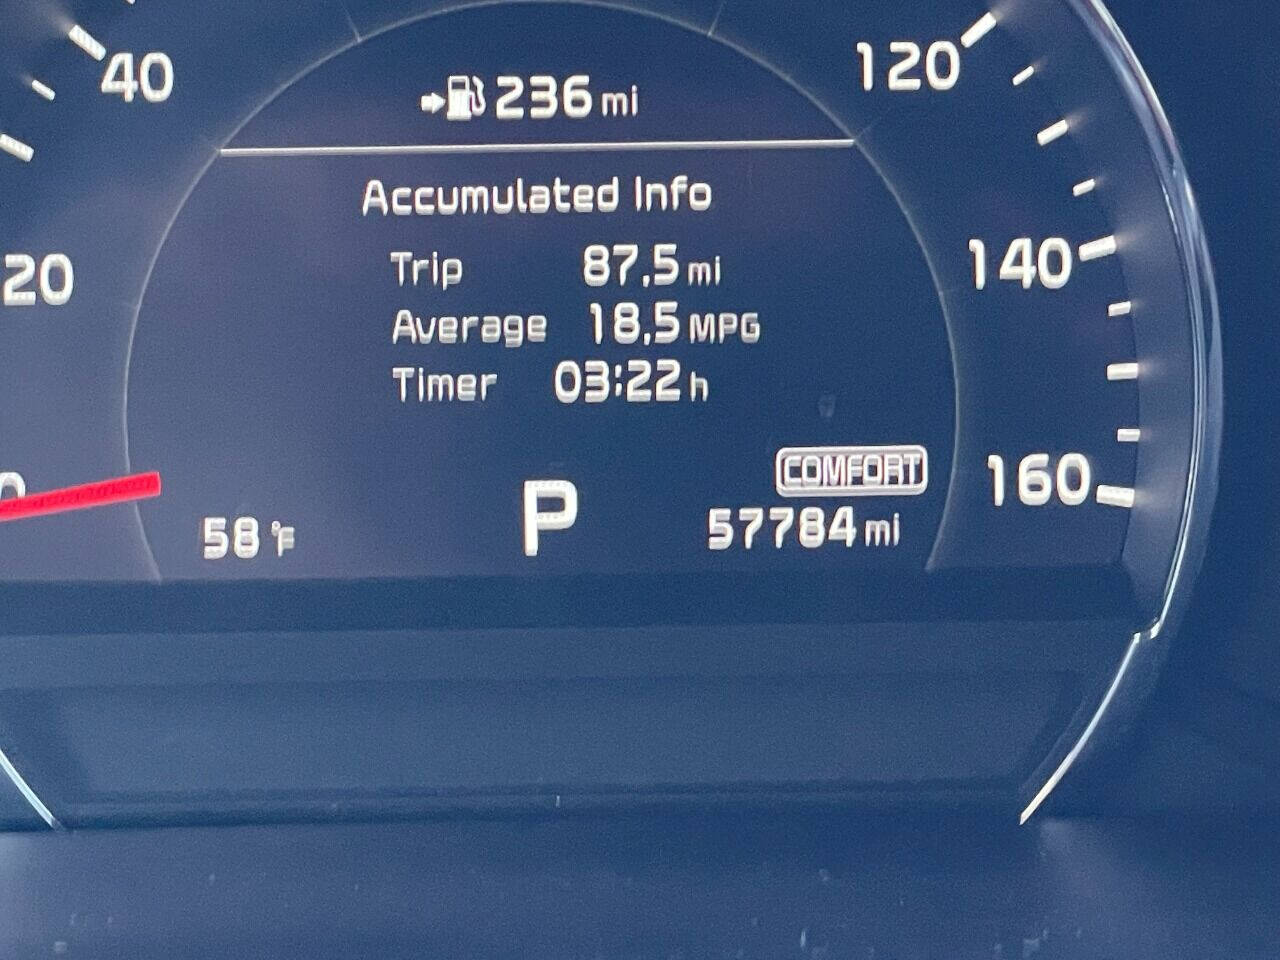 40
120
236 mi
Accumulated Info
20
Trip 87.5 mi
140
Average 18.5 MPG
Timer 03:22 h
0
COMFORT
160
58 °F
P
57784 mi